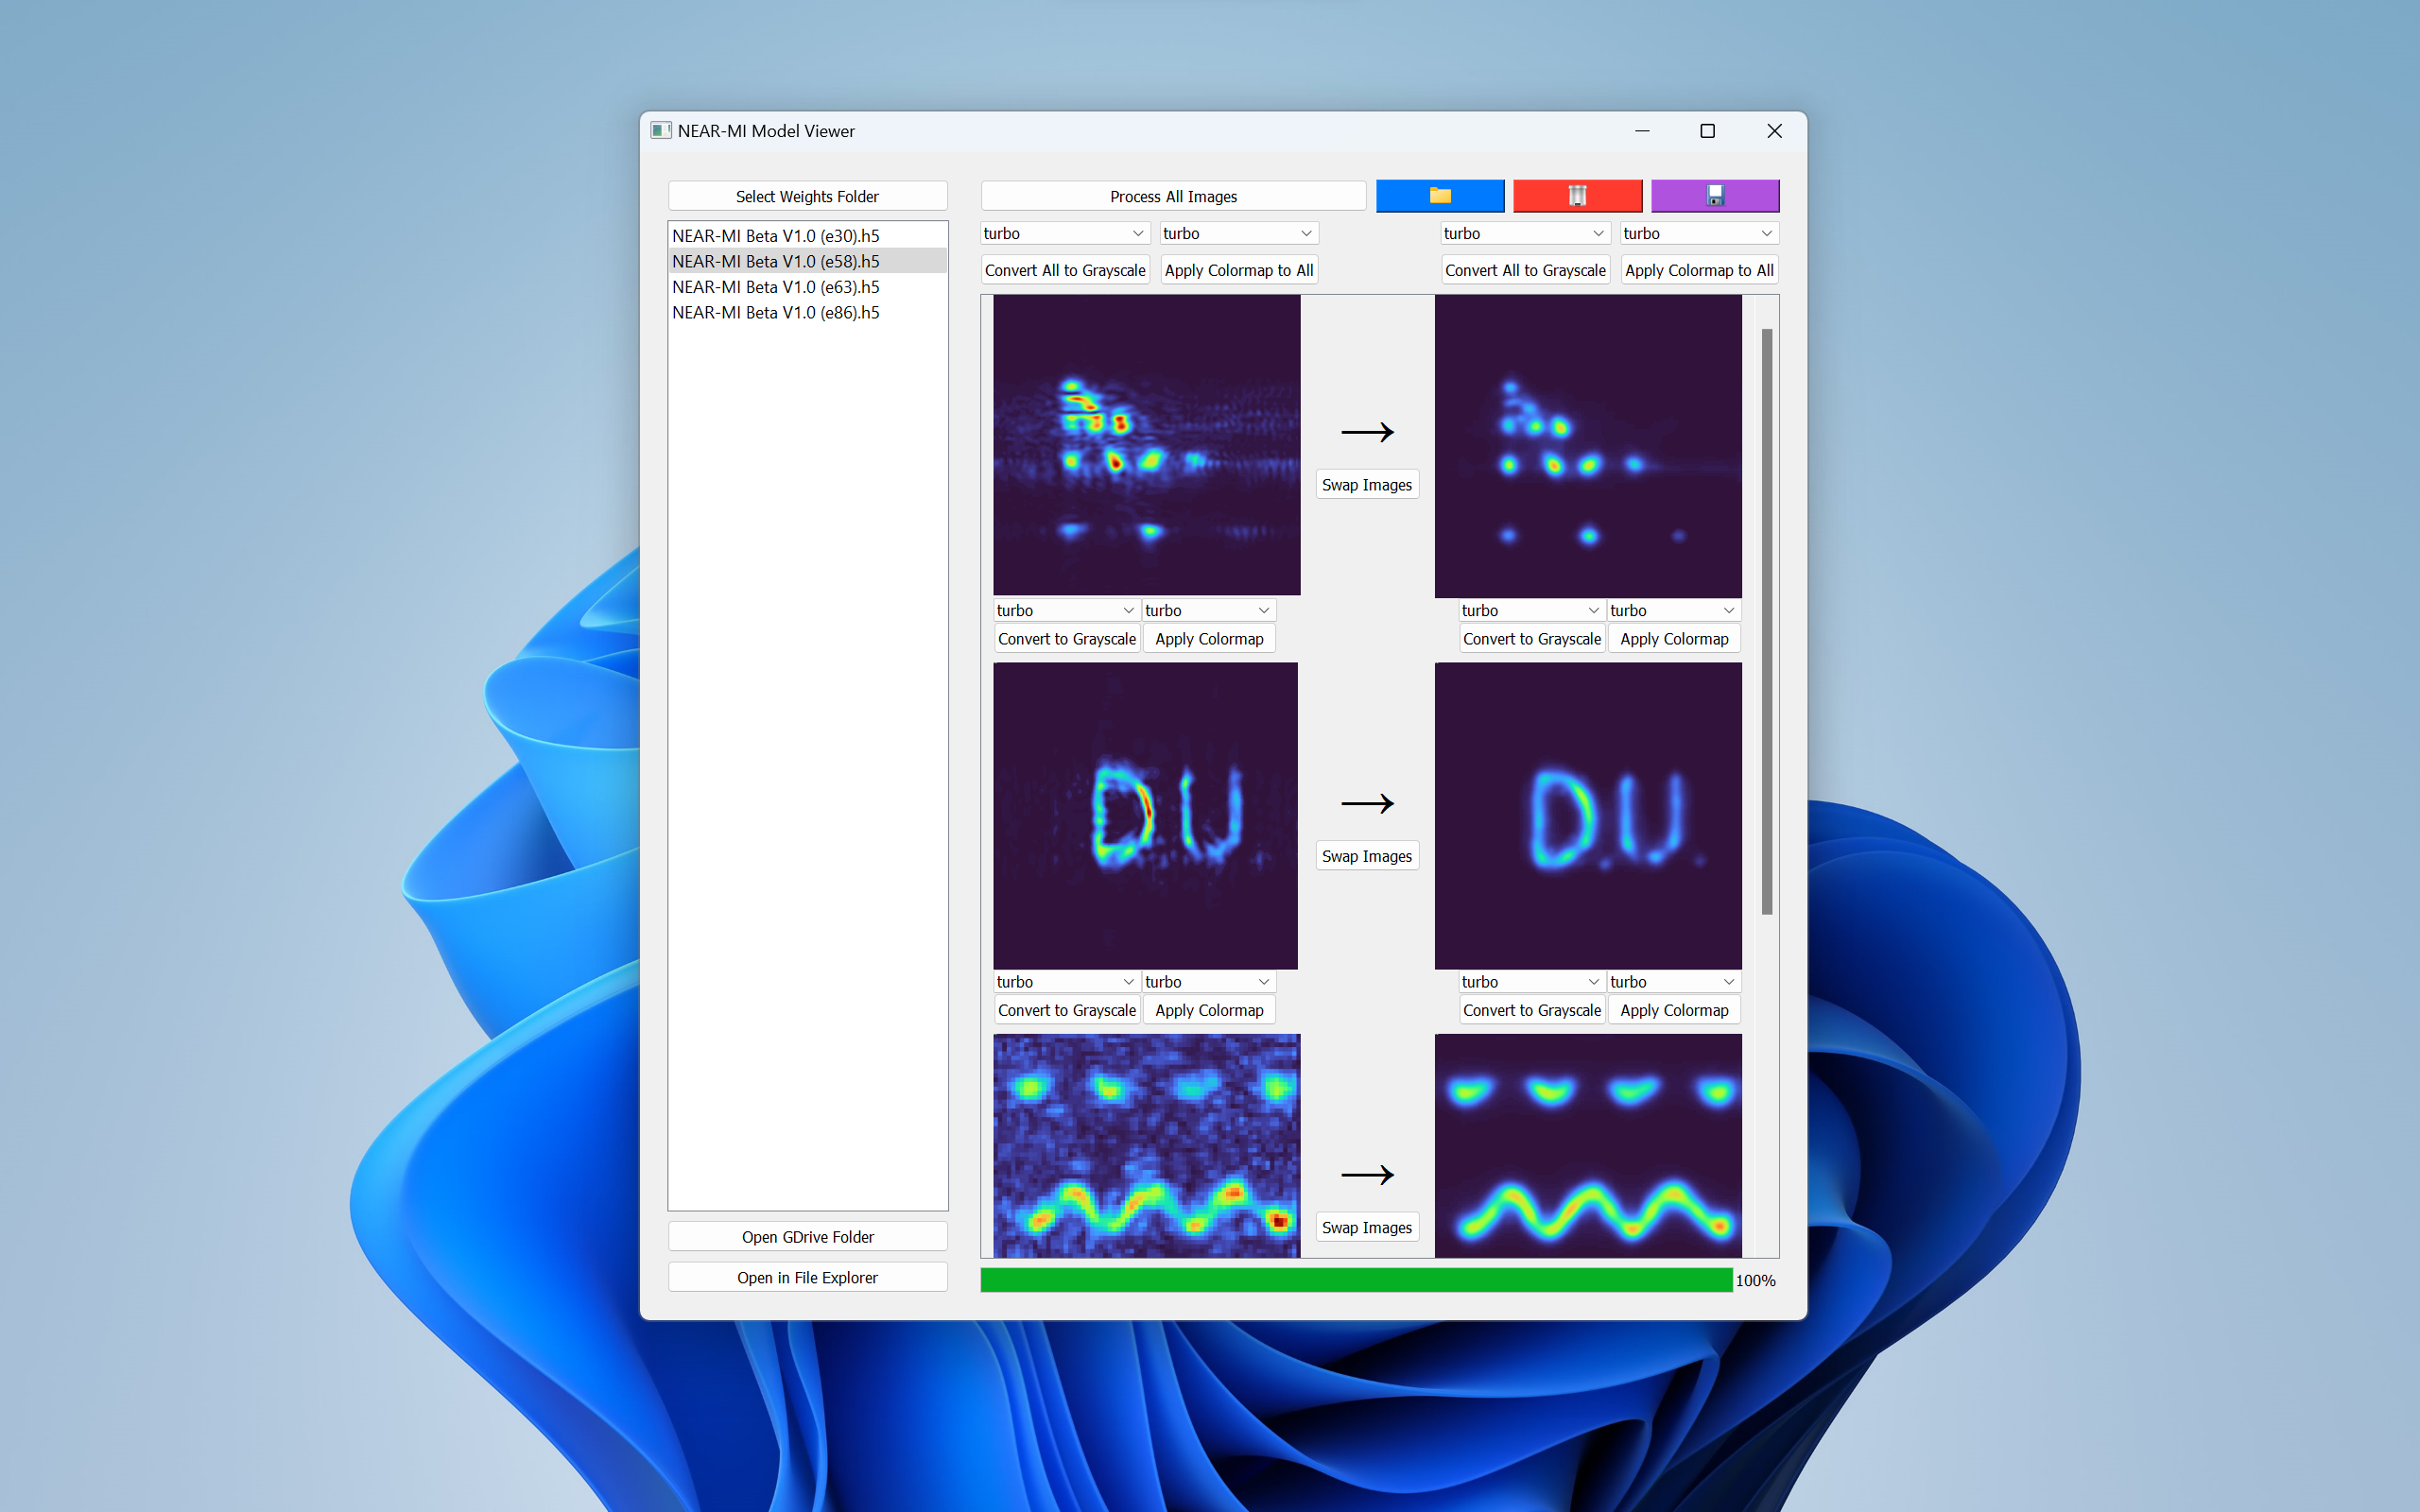 NEAR-MI Model Viewer
Select Weights Folder
NEAR-MI Beta V1.0 (e30).h5
NEAR-MI Beta V1.0 (e58).h5
NEAR-MI Beta V1.0 (e63).h5
NEAR-MI Beta V1.0 (e86).h5
Open GDrive Folder
Open in File Explorer
Process All Images
turbo turbo turbo turbo
Convert All to Grayscale Apply Colormap to All Convert All to Grayscale Apply Colormap to All
Swap Images
turbo turbo turbo turbo
Convert to Grayscale Apply Colormap Convert to Grayscale Apply Colormap
DU D.U.
Swap Images
turbo turbo turbo turbo
Convert to Grayscale Apply Colormap Convert to Grayscale Apply Colormap
Swap Images
100%